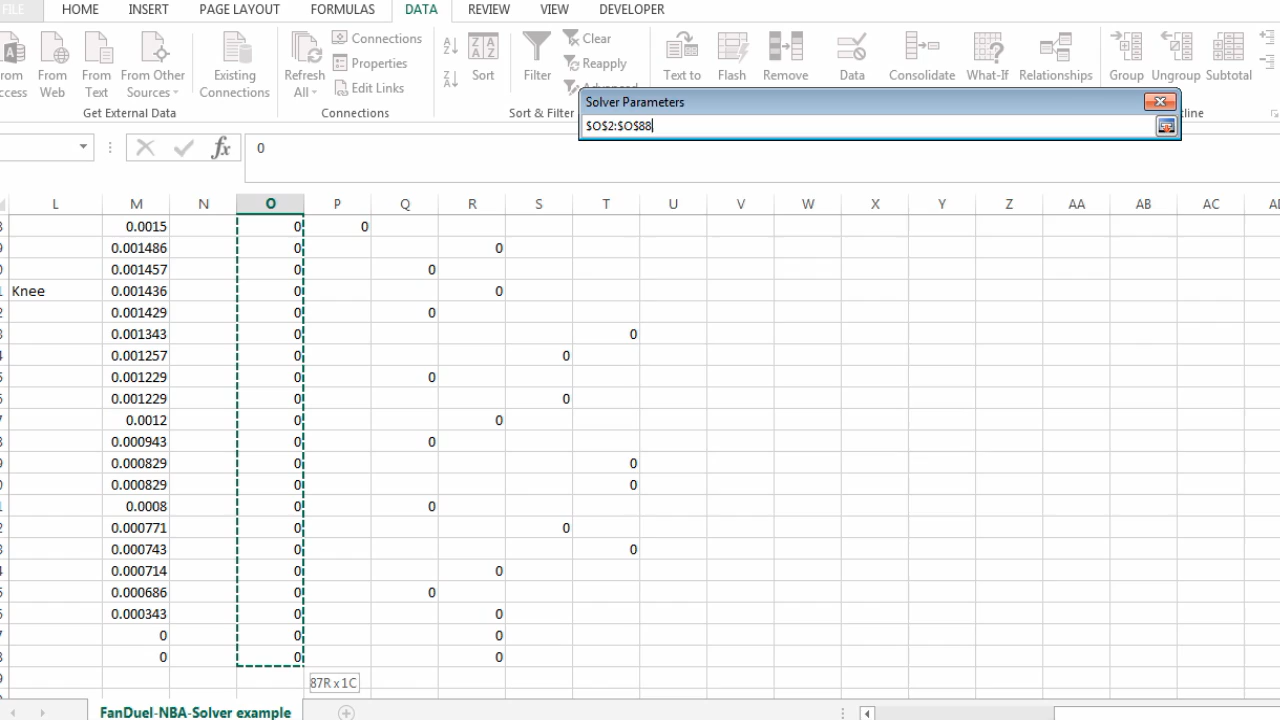 FILE HOME INSERT PAGE LAYOUT FORMULAS DATA REVIEW VIEW DEVELOPER
Connections Clear
Properties Reapply
Edit Links Advanced
From From From Other Existing Refresh Sort Filter Text to Flash Remove Data Consolidate What-If Relationships Group Ungroup Subtotal
Web Text Sources Connections All
Get External Data Connections Sort & Filter
Solver Parameters
$O$2:$O$88
fx 0
L M N O P Q R S T U V W X Y Z AA AB AC
0.0015 0 0
0.001486 0 0
0.001457 0 0
Knee 0.001436 0 0
0.001429 0 0
0.001343 0 0
0.001257 0 0
0.001229 0 0
0.001229 0 0
0.0012 0 0
0.000943 0 0
0.000829 0 0
0.000829 0 0
0.0008 0 0
0.000771 0 0
0.000743 0 0
0.000714 0 0
0.000686 0 0
0.000343 0 0
0 0 0
0 0 0
87R x 1C
FanDuel-NBA-Solver example